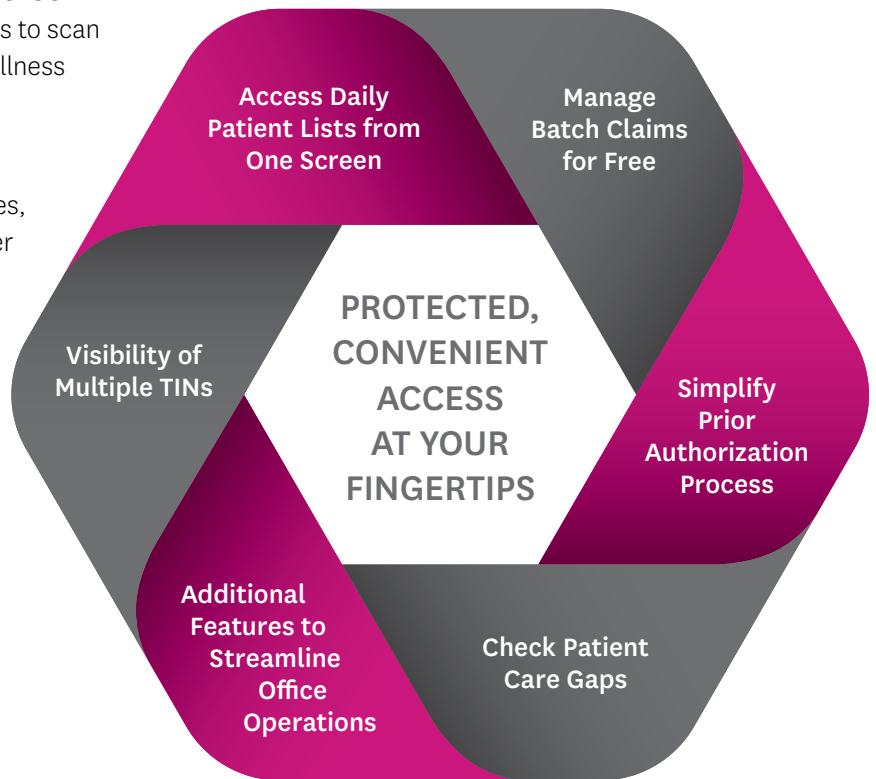 s to scan
llness
es,
er
Access Daily
Patient Lists from
One Screen
Manage
Batch Claims
for Free
Simplify
Prior
Authorization
Process
Check Patient
Care Gaps
Additional
Features to
Streamline
Office
Operations
Visibility of
Multiple TINs
PROTECTED,
CONVENIENT
ACCESS
AT YOUR
FINGERTIPS